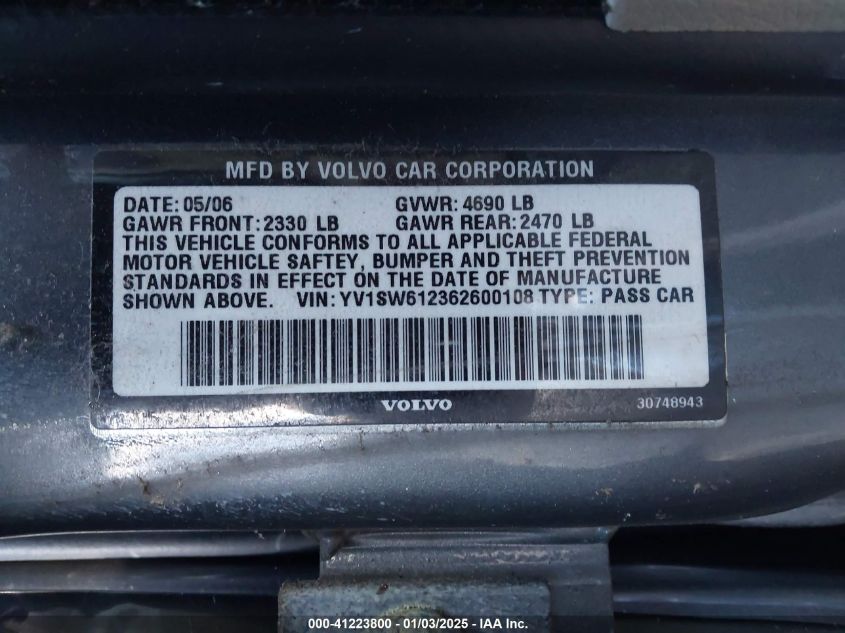 MFD BY VOLVO CAR CORPORATION
DATE: 05/06 GVWR: 4690 LB
GAWR FRONT: 2330 LB GAWR REAR: 2470 LB
THIS VEHICLE CONFORMS TO ALL APPLICABLE FEDERAL
MOTOR VEHICLE SAFTEY, BUMPER AND THEFT PREVENTION
STANDARDS IN EFFECT ON THE DATE OF MANUFACTURE
SHOWN ABOVE. VIN: YV1SW612362600108 TYPE: PASS CAR
VOLVO 30748943
000-41223800 - 01/03/2025 - IAA Inc.